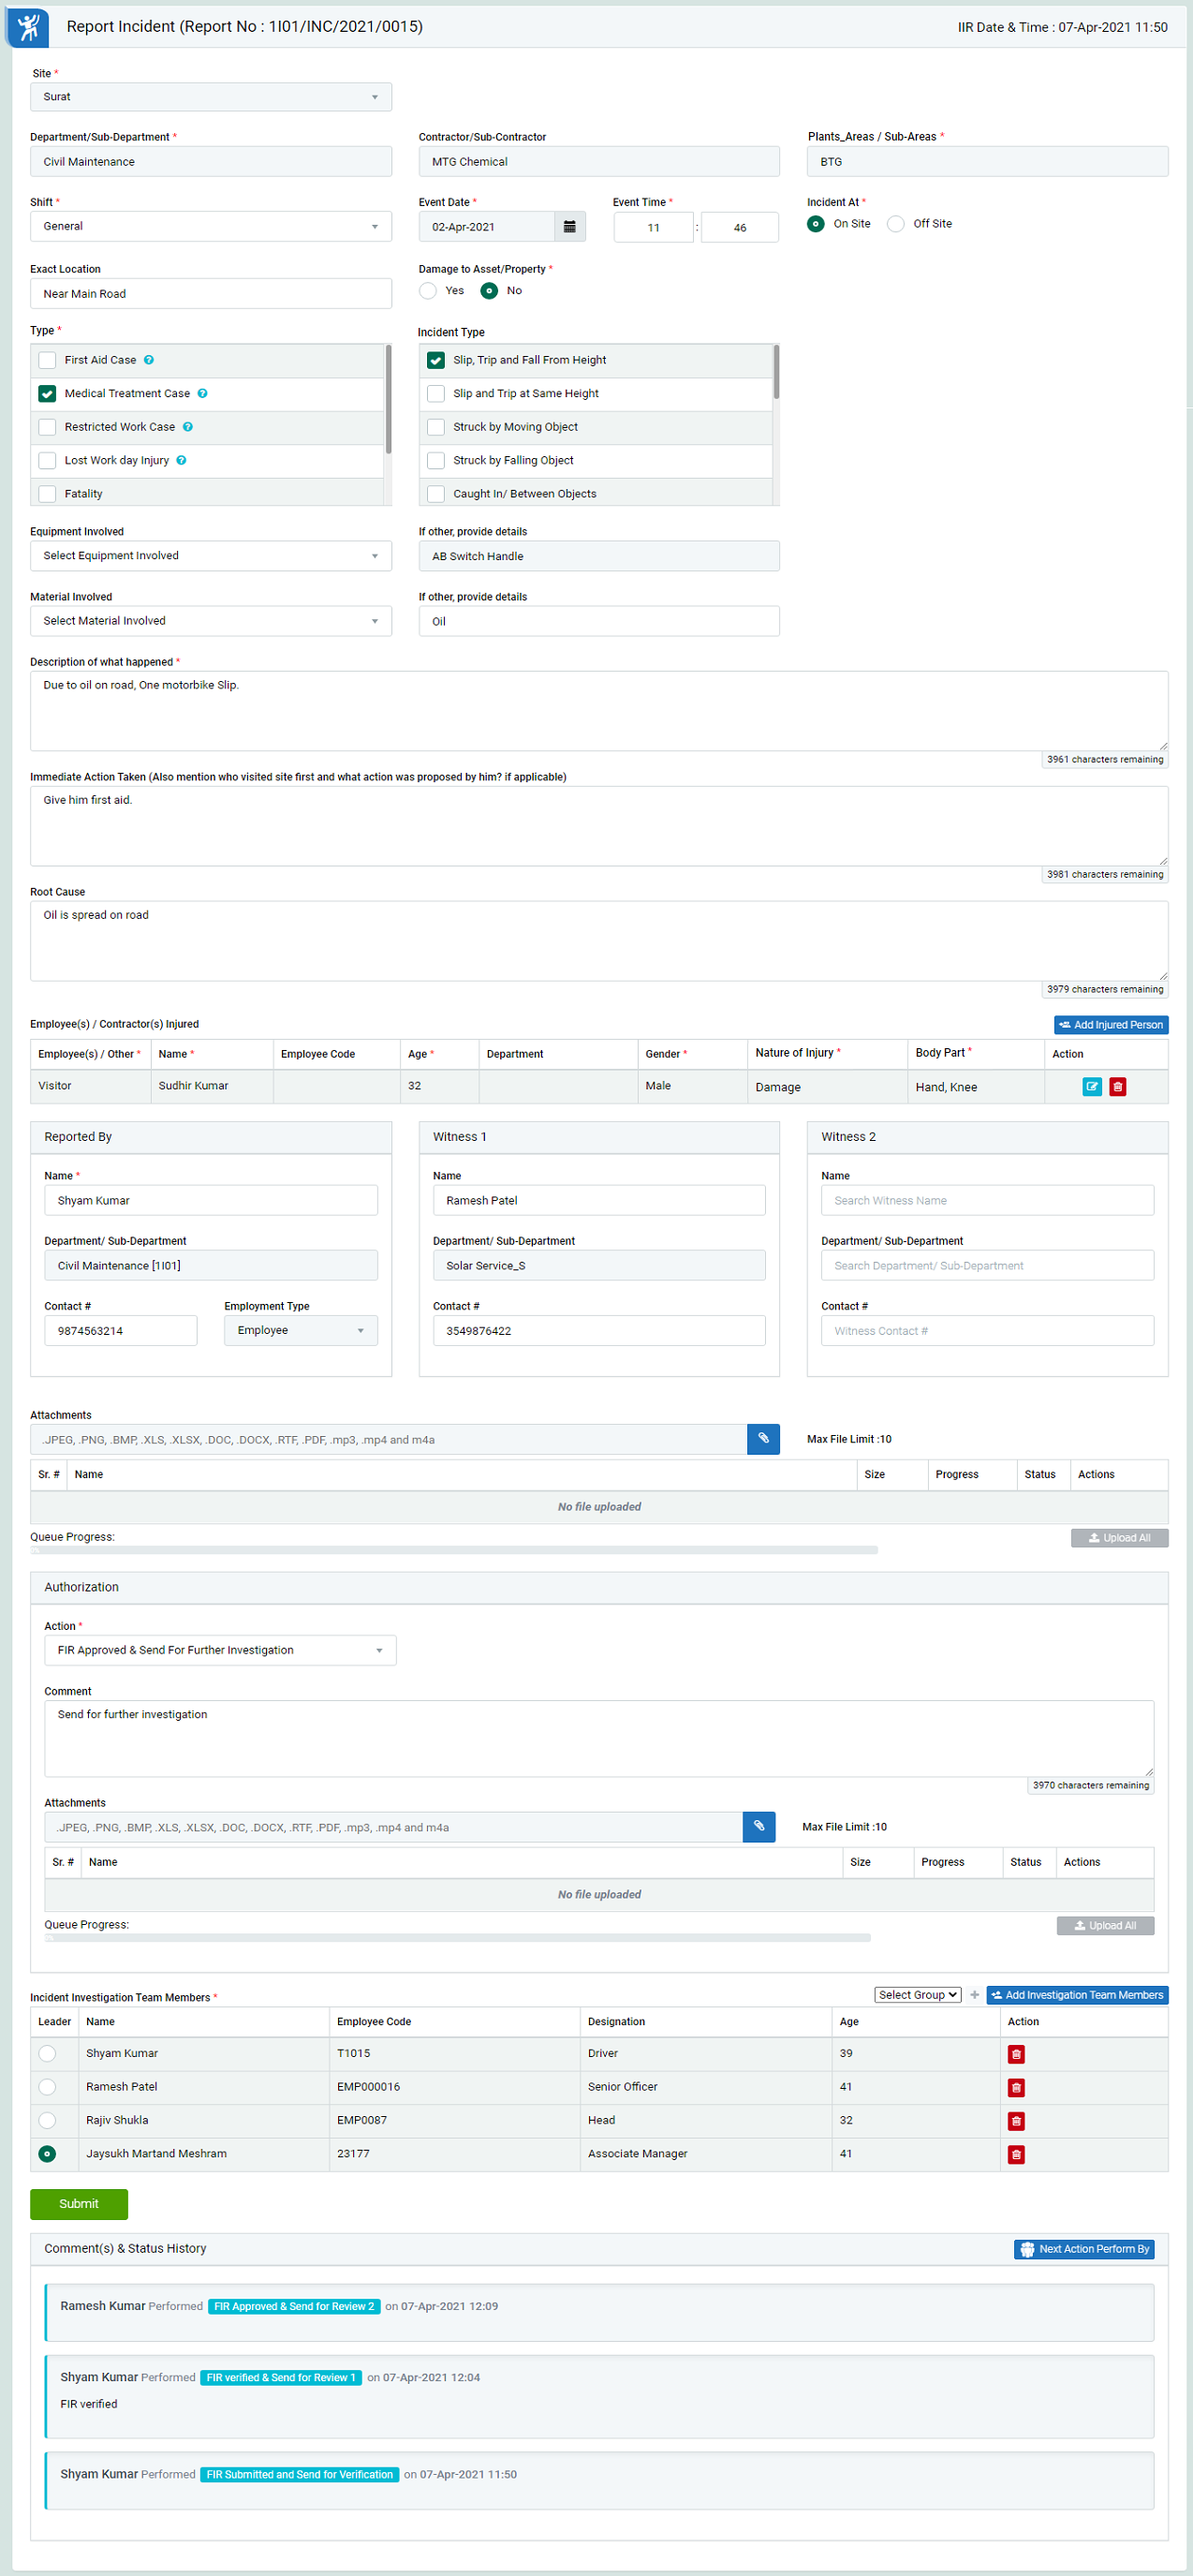 Report Incident (Report No : 1I01/INC/2021/0015) IIR Date & Time : 07-Apr-2021 11:50
Site *
Surat
Department/Sub-Department * Contractor/Sub-Contractor Plants_Areas / Sub-Areas *
Civil Maintenance MTG Chemical BTG
Shift * Event Date * Event Time * Incident At *
General 02-Apr-2021 11 : 46 On Site Off Site
Exact Location Damage to Asset/Property *
Near Main Road Yes No
Type * Incident Type
First Aid Case ? Slip, Trip and Fall From Height
Medical Treatment Case ? Slip and Trip at Same Height
Restricted Work Case ? Struck by Moving Object
Lost Work day Injury ? Struck by Falling Object
Fatality Caught In/ Between Objects
Equipment Involved If other, provide details
Select Equipment Involved AB Switch Handle
Material Involved If other, provide details
Select Material Involved Oil
Description of what happened *
Due to oil on road, One motorbike Slip.
3961 characters remaining
Immediate Action Taken (Also mention who visited site first and what action was proposed by him? if applicable)
Give him first aid.
3981 characters remaining
Root Cause
Oil is spread on road
3979 characters remaining
Employee(s) / Contractor(s) Injured Add Injured Person
Employee(s) / Other * Name * Employee Code Age * Department Gender * Nature of Injury * Body Part * Action
Visitor Sudhir Kumar 32 Male Damage Hand, Knee
Reported By Witness 1 Witness 2
Name * Name Name
Shyam Kumar Ramesh Patel Search Witness Name
Department/ Sub-Department Department/ Sub-Department Department/ Sub-Department
Civil Maintenance [1I01] Solar Service_S Search Department/ Sub-Department
Contact # Employment Type Contact # Contact #
9874563214 Employee 3549876422 Witness Contact #
Attachments
.JPEG, .PNG, .BMP, .XLS, .XLSX, .DOC, .DOCX, .RTF, .PDF, .mp3, .mp4 and m4a Max File Limit :10
Sr. # Name Size Progress Status Actions
No file uploaded
Queue Progress: Upload All
Authorization
Action *
FIR Approved & Send For Further Investigation
Comment
Send for further investigation
3970 characters remaining
Attachments
.JPEG, .PNG, .BMP, .XLS, .XLSX, .DOC, .DOCX, .RTF, .PDF, .mp3, .mp4 and m4a Max File Limit :10
Sr. # Name Size Progress Status Actions
No file uploaded
Queue Progress: Upload All
Incident Investigation Team Members * Select Group + Add Investigation Team Members
Leader Name Employee Code Designation Age Action
Shyam Kumar T1015 Driver 39
Ramesh Patel EMP000016 Senior Officer 41
Rajiv Shukla EMP0087 Head 32
Jaysukh Martand Meshram 23177 Associate Manager 41
Submit
Comment(s) & Status History Next Action Perform By
Ramesh Kumar Performed FIR Approved & Send for Review 2 on 07-Apr-2021 12:09
Shyam Kumar Performed FIR verified & Send for Review 1 on 07-Apr-2021 12:04
FIR verified
Shyam Kumar Performed FIR Submitted and Send for Verification on 07-Apr-2021 11:50